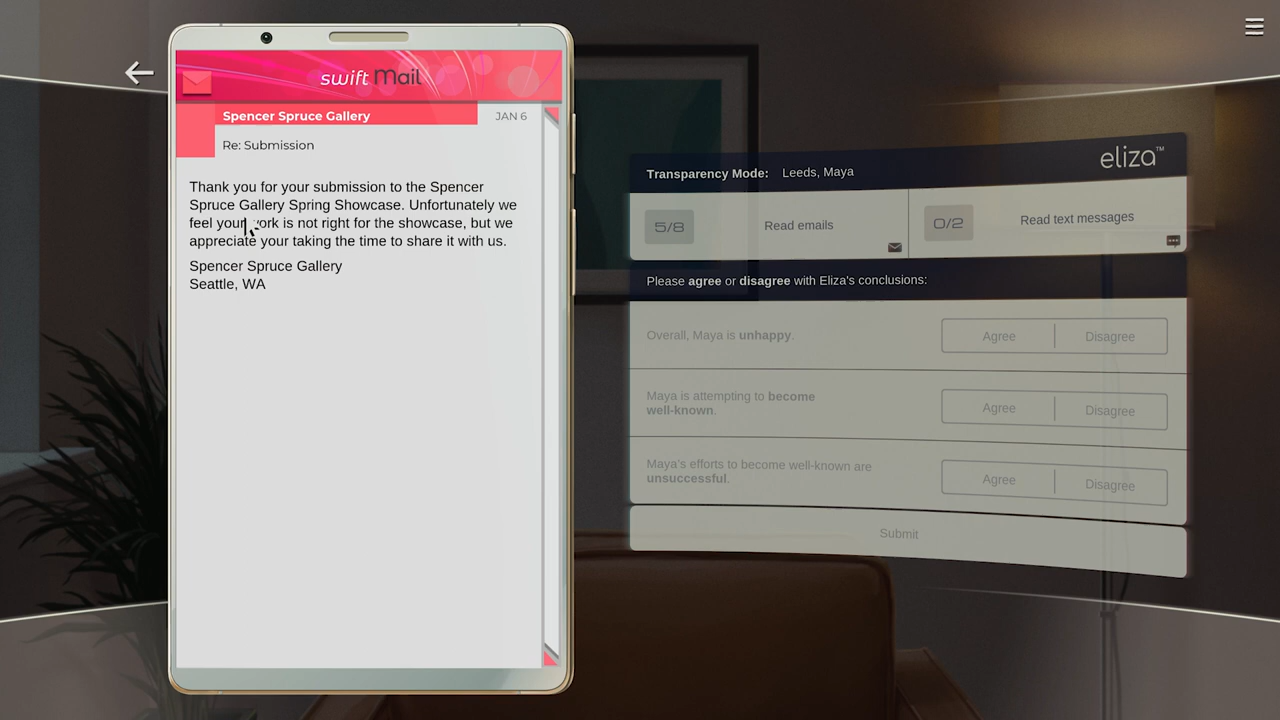 swift Mail
Spencer Spruce Gallery
JAN 6
Re: Submission
Thank you for your submission to the Spencer
Spruce Gallery Spring Showcase. Unfortunately we
feel your work is not right for the showcase, but we
appreciate your taking the time to share it with us.
Spencer Spruce Gallery
Seattle, WA
eliza™
Transparency Mode: Leeds, Maya
5/8 Read emails
0/2 Read text messages
Please agree or disagree with Eliza's conclusions:
Overall, Maya is unhappy.
Agree Disagree
Maya is attempting to become
well-known.
Agree Disagree
Maya's efforts to become well-known are
unsuccessful.
Agree Disagree
Submit